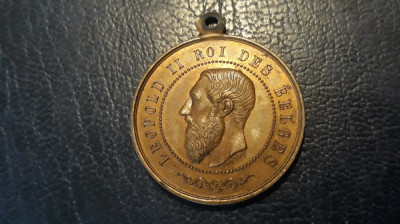 LEOPOLD II ROI DES BELGES